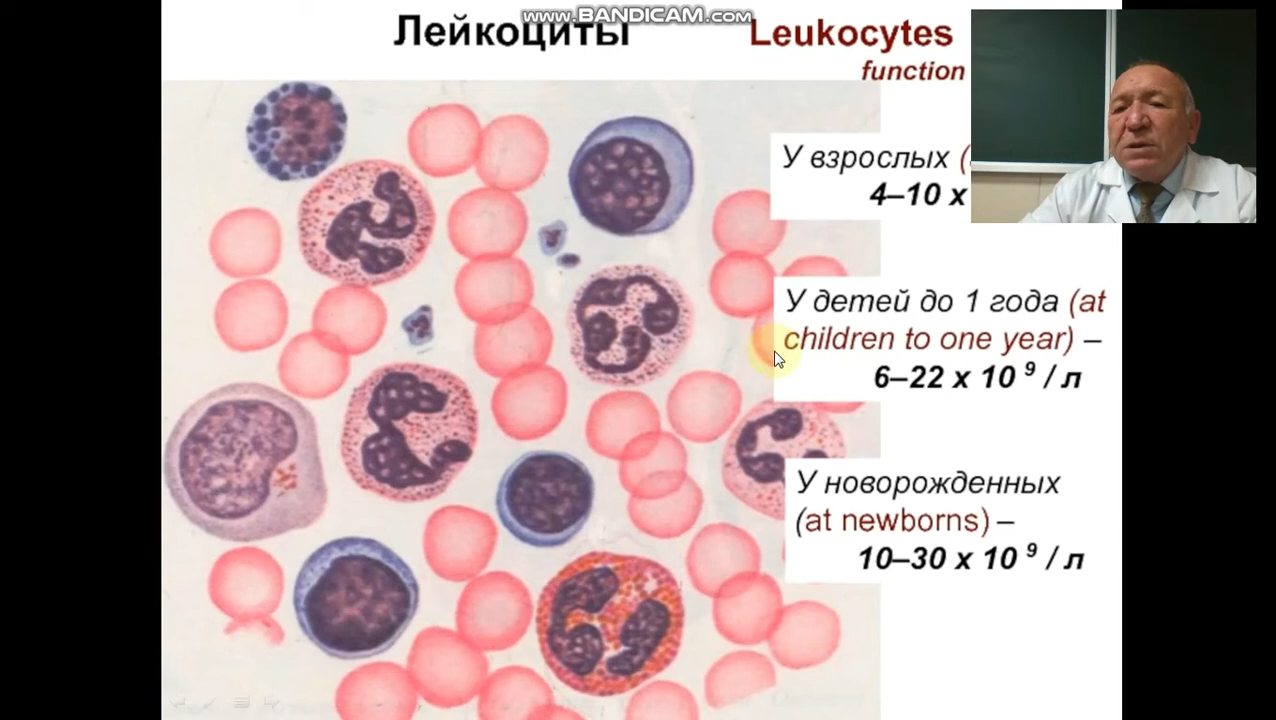 www.BANDICAM.com
Лейкоциты
Leukocytes
function
У взрослых (
4–10 x
У детей до 1 года (at
children to one year) –
6–22 x 10 9 / л
У новорожденных
(at newborns) –
10–30 x 10 9 / л